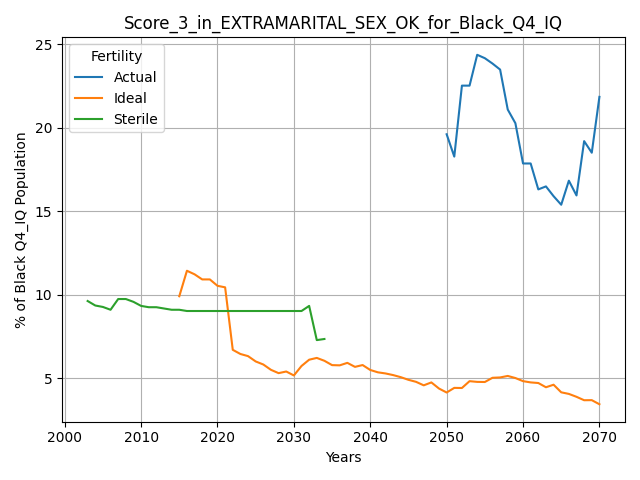 Score_3_in_EXTRAMARITAL_SEX_OK_for_Black_Q4_IQ
Fertility
Actual
Ideal
Sterile
% of Black Q4_IQ Population
25
20
15
10
5
2000 2010 2020 2030 2040 2050 2060 2070
Years